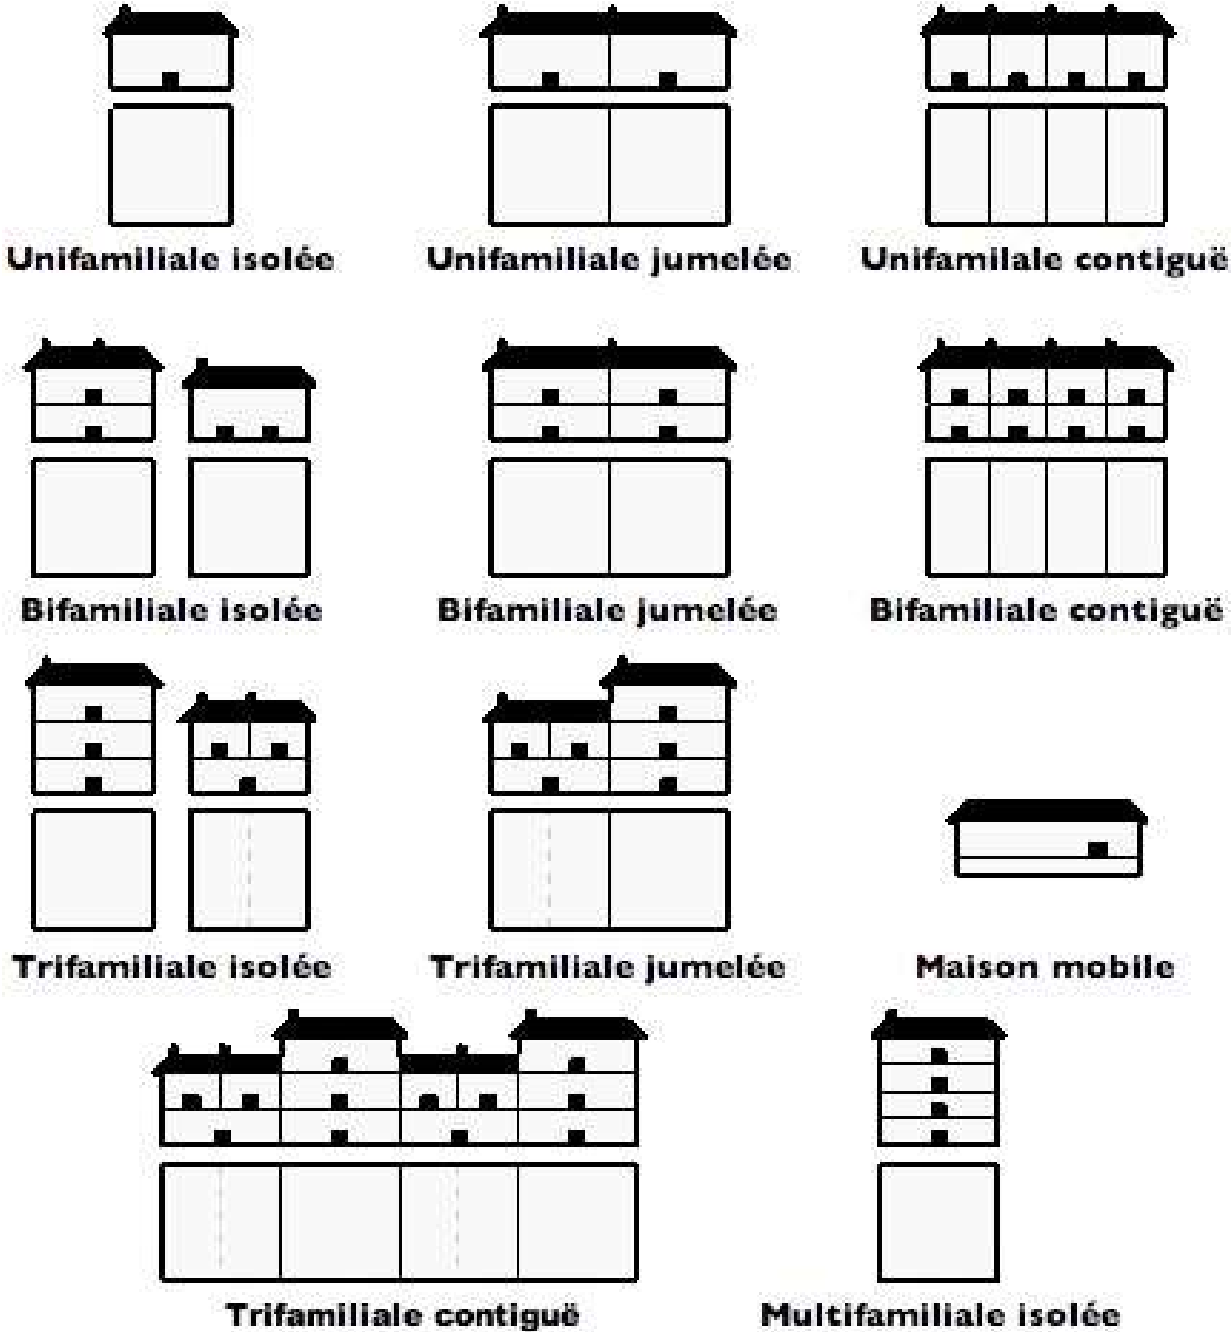 Unifamiliale isolée
Unifamiliale jumelée
Unifamilale contiguë
Bifamiliale isolée
Bifamiliale jumelée
Bifamiliale contiguë
Trifamiliale isolée
Trifamiliale jumelée
Maison mobile
Trifamiliale contiguë
Multifamiliale isolée